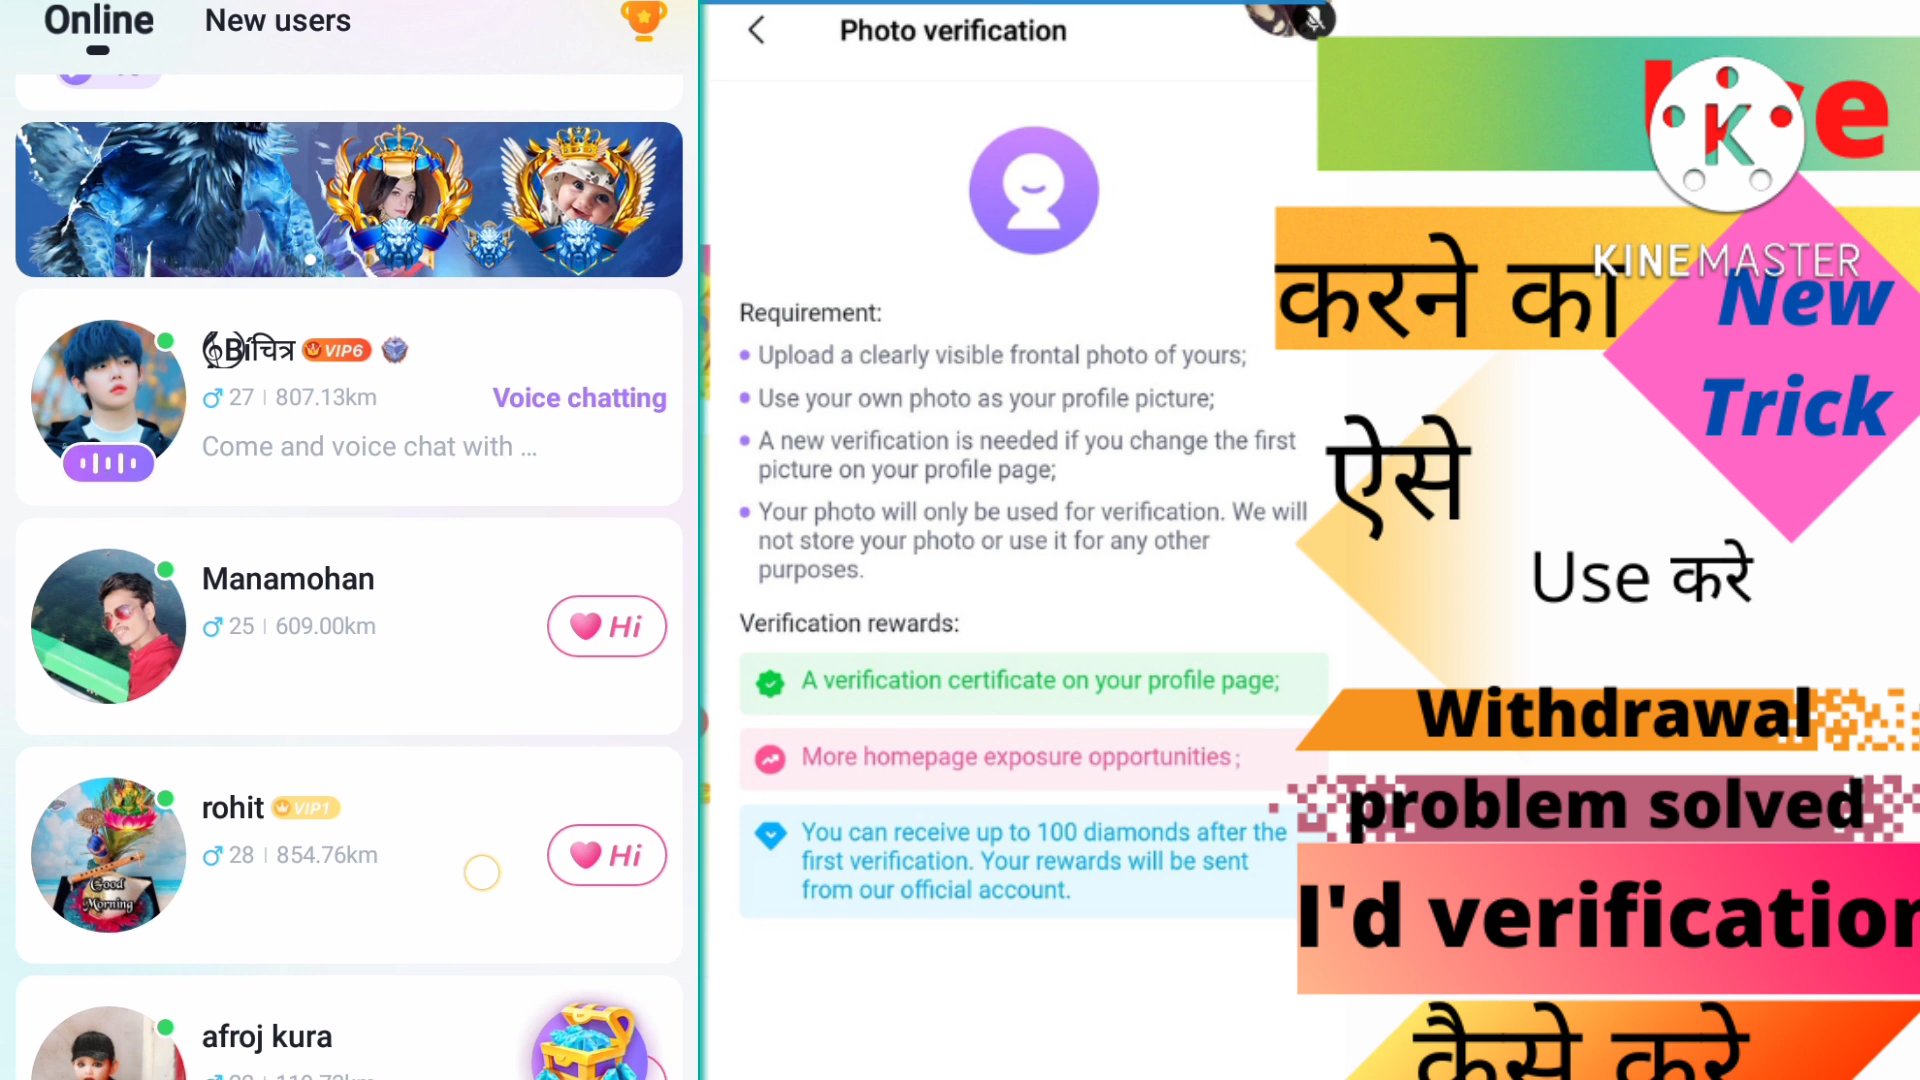 Online
New users
Bíचित्र
VIP6
27 | 807.13km
Voice chatting
Come and voice chat with ...
Manamohan
25 | 609.00km
Hi
rohit
VIP1
28 | 854.76km
Hi
Good
Morning
afroj kura
Photo verification
Requirement:
Upload a clearly visible frontal photo of yours;
Use your own photo as your profile picture;
A new verification is needed if you change the first
picture on your profile page;
Your photo will only be used for verification. We will
not store your photo or use it for any other
purposes.
Verification rewards:
A verification certificate on your profile page;
More homepage exposure opportunities;
You can receive up to 100 diamonds after the
first verification. Your rewards will be sent
from our official account.
K
KINEMASTER
करने का
New
Trick
ऐसे
Use करे
Withdrawal
problem solved
I'd verification
कैसे करे